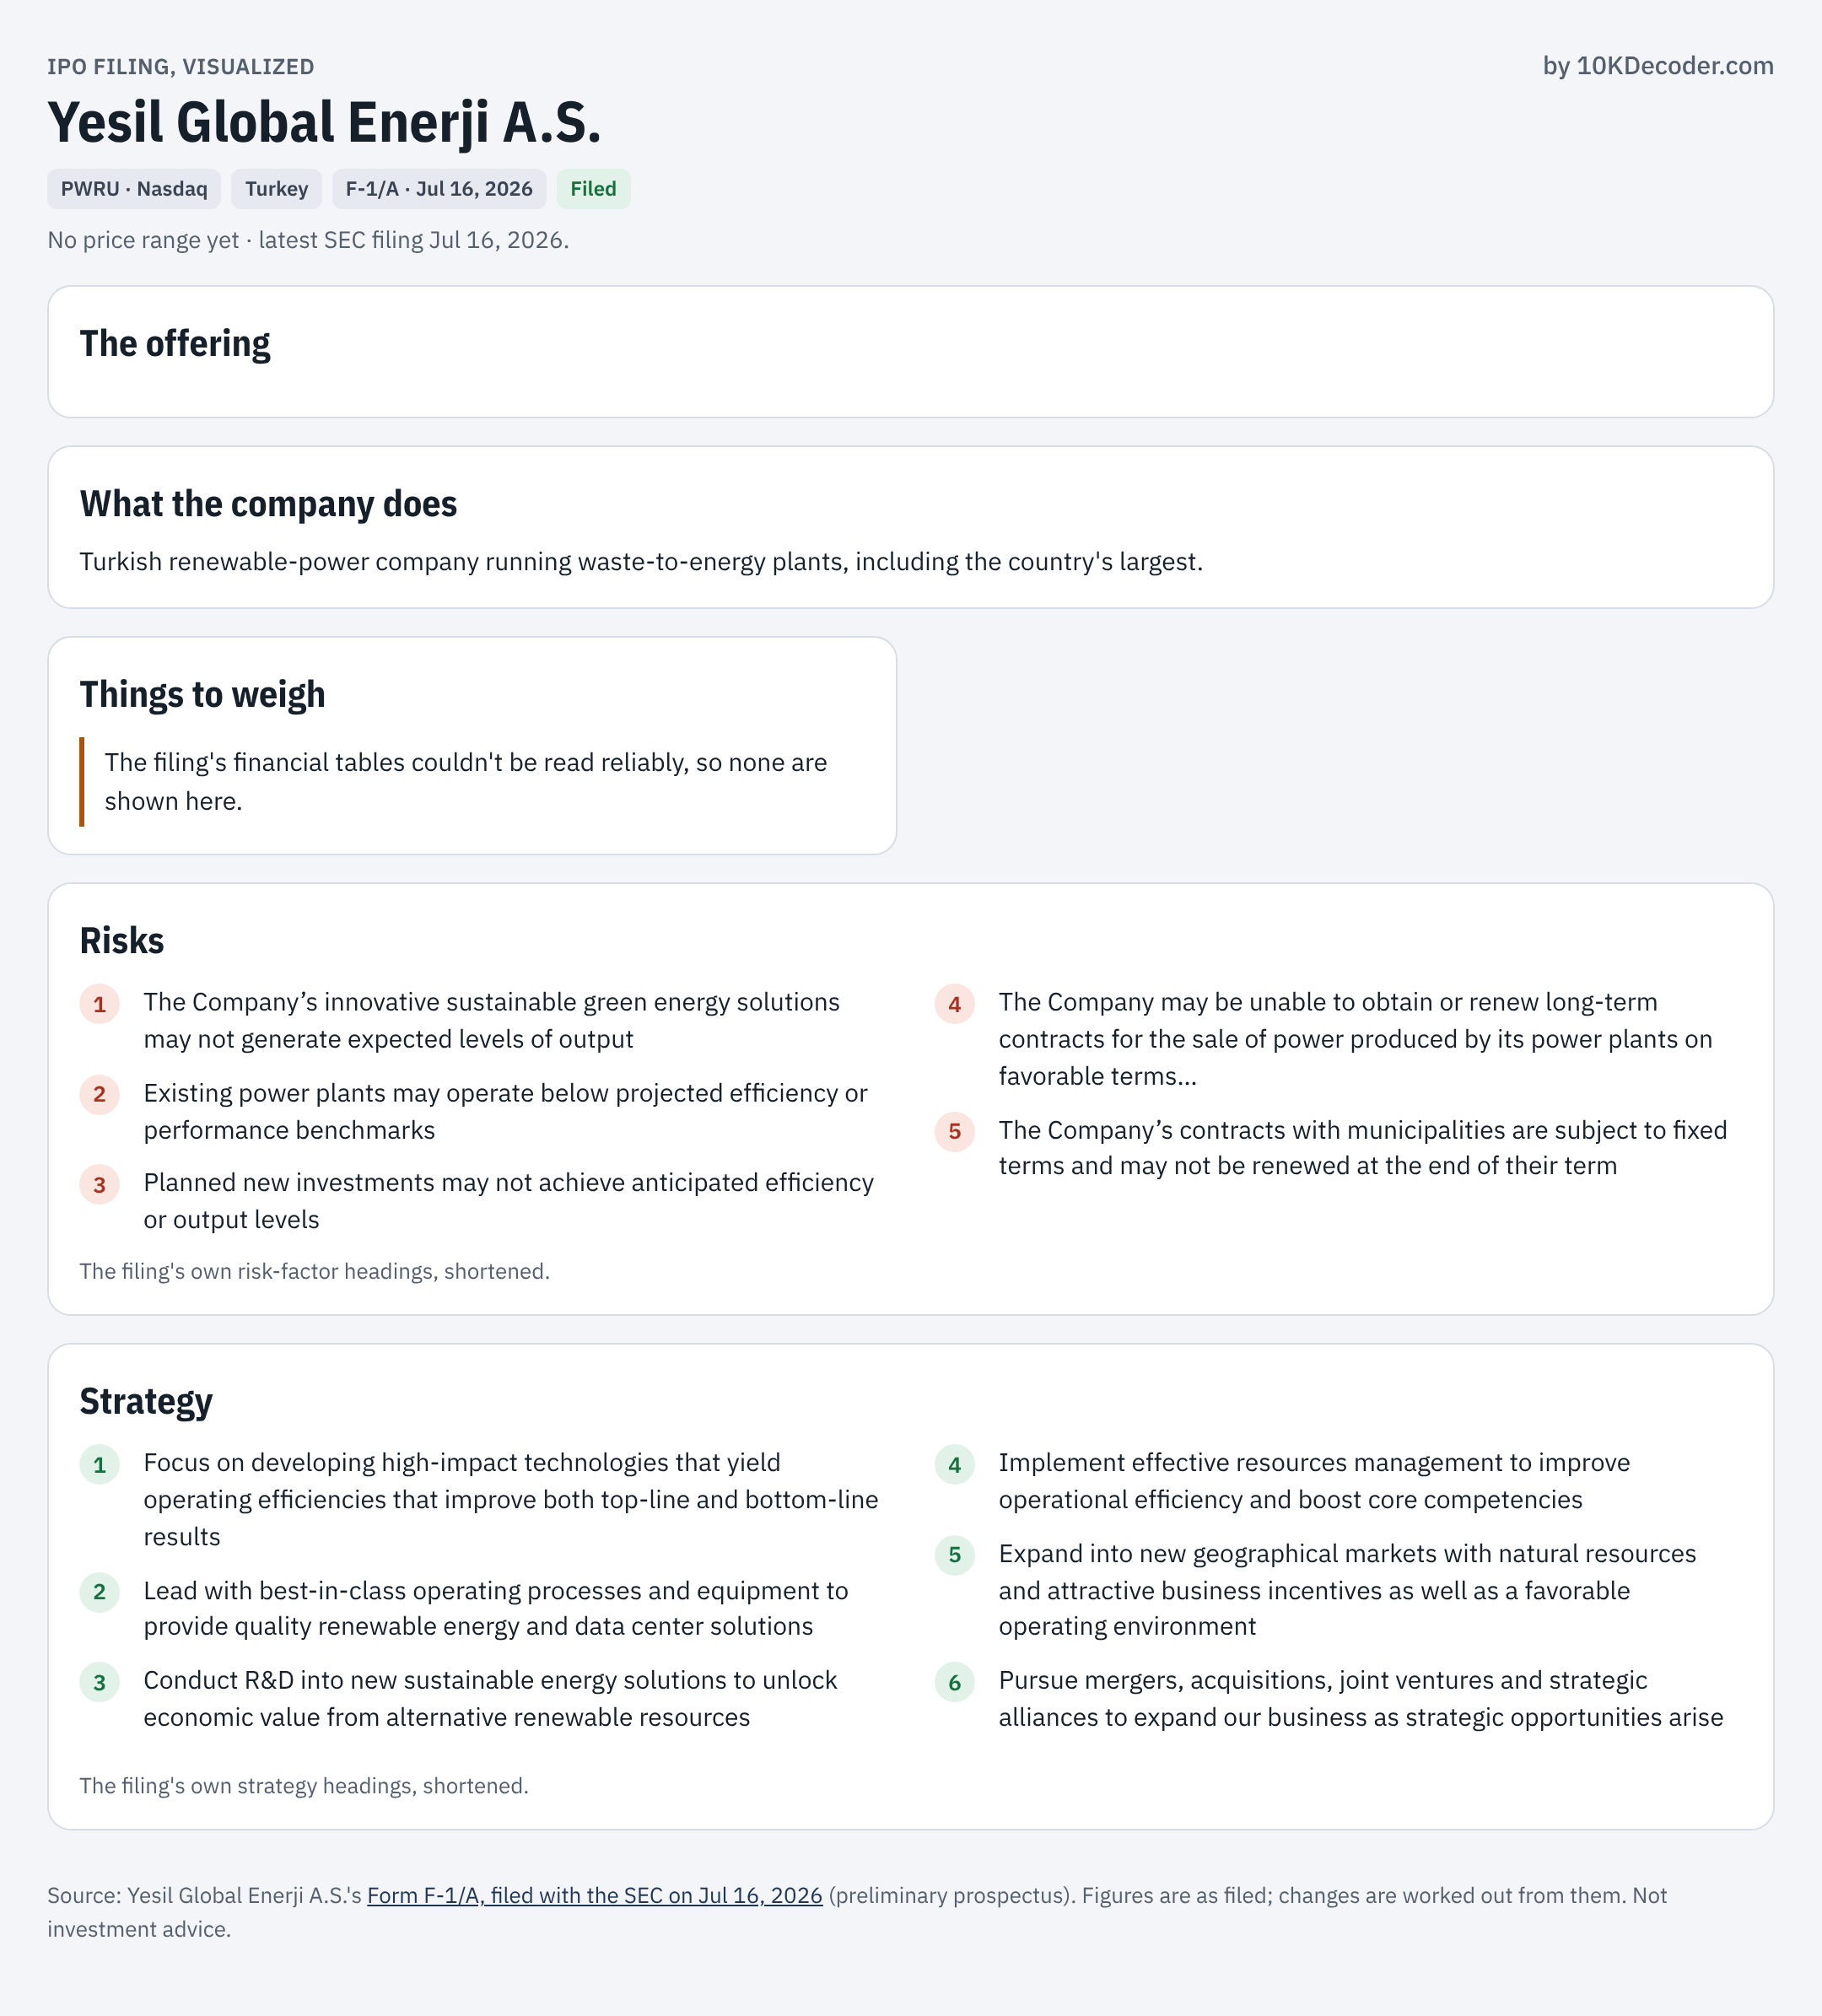 IPO FILING, VISUALIZED
by 10KDecoder.com
Yesil Global Enerji A.S.
PWRU · Nasdaq
Turkey
F-1/A · Jul 16, 2026
Filed
No price range yet · latest SEC filing Jul 16, 2026.
The offering
What the company does
Turkish renewable-power company running waste-to-energy plants, including the country's largest.
Things to weigh
The filing's financial tables couldn't be read reliably, so none are
shown here.
Risks
1
The Company’s innovative sustainable green energy solutions
may not generate expected levels of output
2
Existing power plants may operate below projected efficiency or
performance benchmarks
3
Planned new investments may not achieve anticipated efficiency
or output levels
4
The Company may be unable to obtain or renew long-term
contracts for the sale of power produced by its power plants on
favorable terms…
5
The Company’s contracts with municipalities are subject to fixed
terms and may not be renewed at the end of their term
The filing's own risk-factor headings, shortened.
Strategy
1
Focus on developing high-impact technologies that yield
operating efficiencies that improve both top-line and bottom-line
results
2
Lead with best-in-class operating processes and equipment to
provide quality renewable energy and data center solutions
3
Conduct R&D into new sustainable energy solutions to unlock
economic value from alternative renewable resources
4
Implement effective resources management to improve
operational efficiency and boost core competencies
5
Expand into new geographical markets with natural resources
and attractive business incentives as well as a favorable
operating environment
6
Pursue mergers, acquisitions, joint ventures and strategic
alliances to expand our business as strategic opportunities arise
The filing's own strategy headings, shortened.
Source: Yesil Global Enerji A.S.'s Form F-1/A, filed with the SEC on Jul 16, 2026 (preliminary prospectus). Figures are as filed; changes are worked out from them. Not
investment advice.